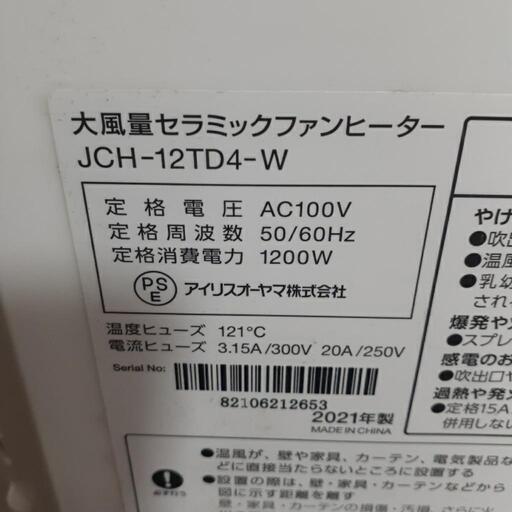 大風量セラミックファンヒーター
JCH-12TD4-W
定格電圧 AC100V
定格周波数 50/60Hz
定格消費電力 1200W
PSE アイリスオーヤマ株式会社
温度ヒューズ 121℃
電流ヒューズ 3.15A/300V 20A/250V
Serial No:
82106212653
2021年製
MADE IN CHINA
やけ
●吹出
●温風
●乳幼
され
爆発や
●スプレ
感電のお
●吹出口や
過熱や発
●定格15A
併用しない
必ず行う
●温風が、壁や家具、カーテン、電気製品な
どに直接当たらないところに設置する
●設置の際は、壁・家具・カーテンなどから
図に示す距離を離す